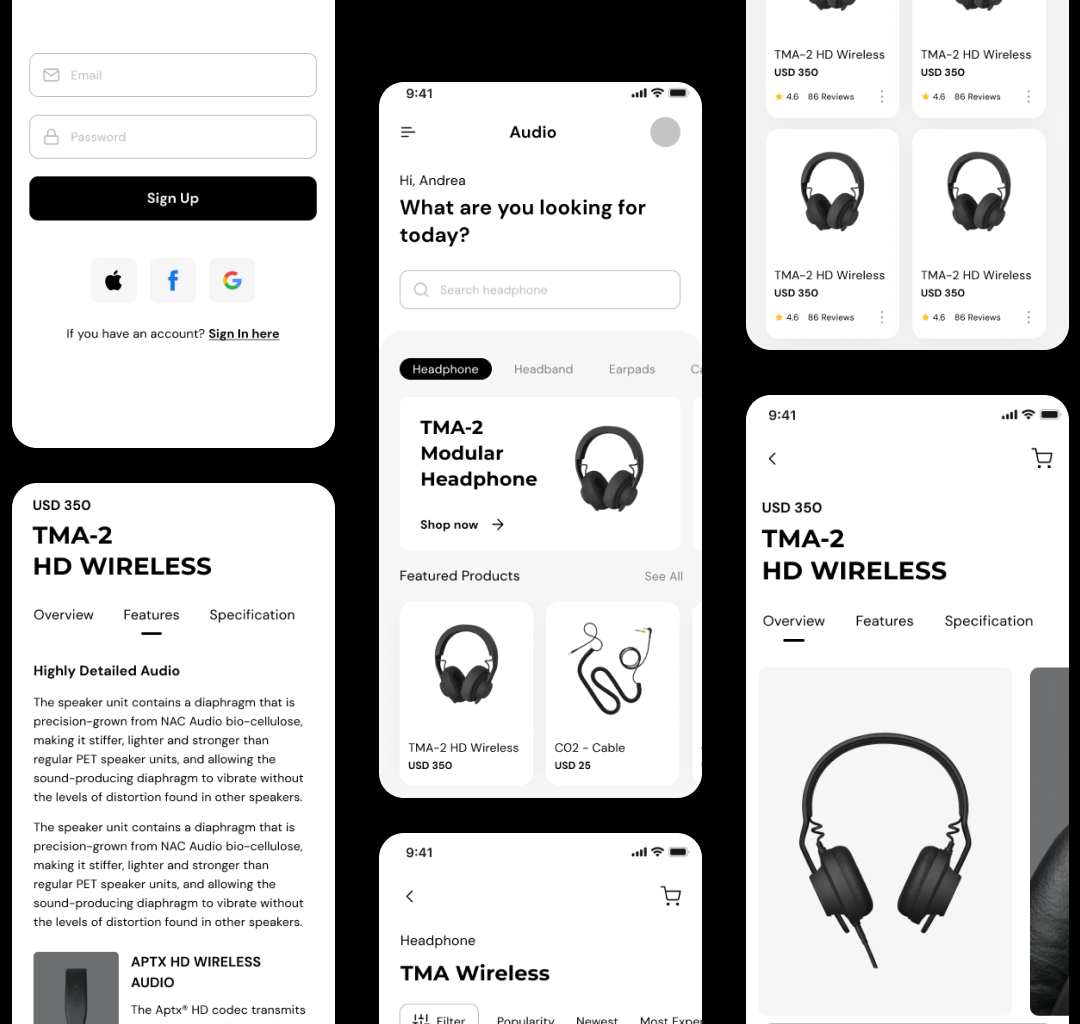 Email
Password
Sign Up
If you have an account? Sign In here
USD 350
TMA-2
HD WIRELESS
Overview Features Specification
Highly Detailed Audio
The speaker unit contains a diaphragm that is
precision-grown from NAC Audio bio-cellulose,
making it stiffer, lighter and stronger than
regular PET speaker units, and allowing the
sound-producing diaphragm to vibrate without
the levels of distortion found in other speakers.
The speaker unit contains a diaphragm that is
precision-grown from NAC Audio bio-cellulose,
making it stiffer, lighter and stronger than
regular PET speaker units, and allowing the
sound-producing diaphragm to vibrate without
the levels of distortion found in other speakers.
APTX HD WIRELESS
AUDIO
The Aptx® HD codec transmits
9:41
Audio
Hi, Andrea
What are you looking for
today?
Search headphone
Headphone Headband Earpads Ca
TMA-2
Modular
Headphone
Shop now
Featured Products See All
TMA-2 HD Wireless CO2 - Cable
USD 350 USD 25
9:41
Headphone
TMA Wireless
Filter Popularity Newest Most Expe
TMA-2 HD Wireless TMA-2 HD Wireless
USD 350 USD 350
4.6 86 Reviews 4.6 86 Reviews
TMA-2 HD Wireless TMA-2 HD Wireless
USD 350 USD 350
4.6 86 Reviews 4.6 86 Reviews
9:41
USD 350
TMA-2
HD WIRELESS
Overview Features Specification